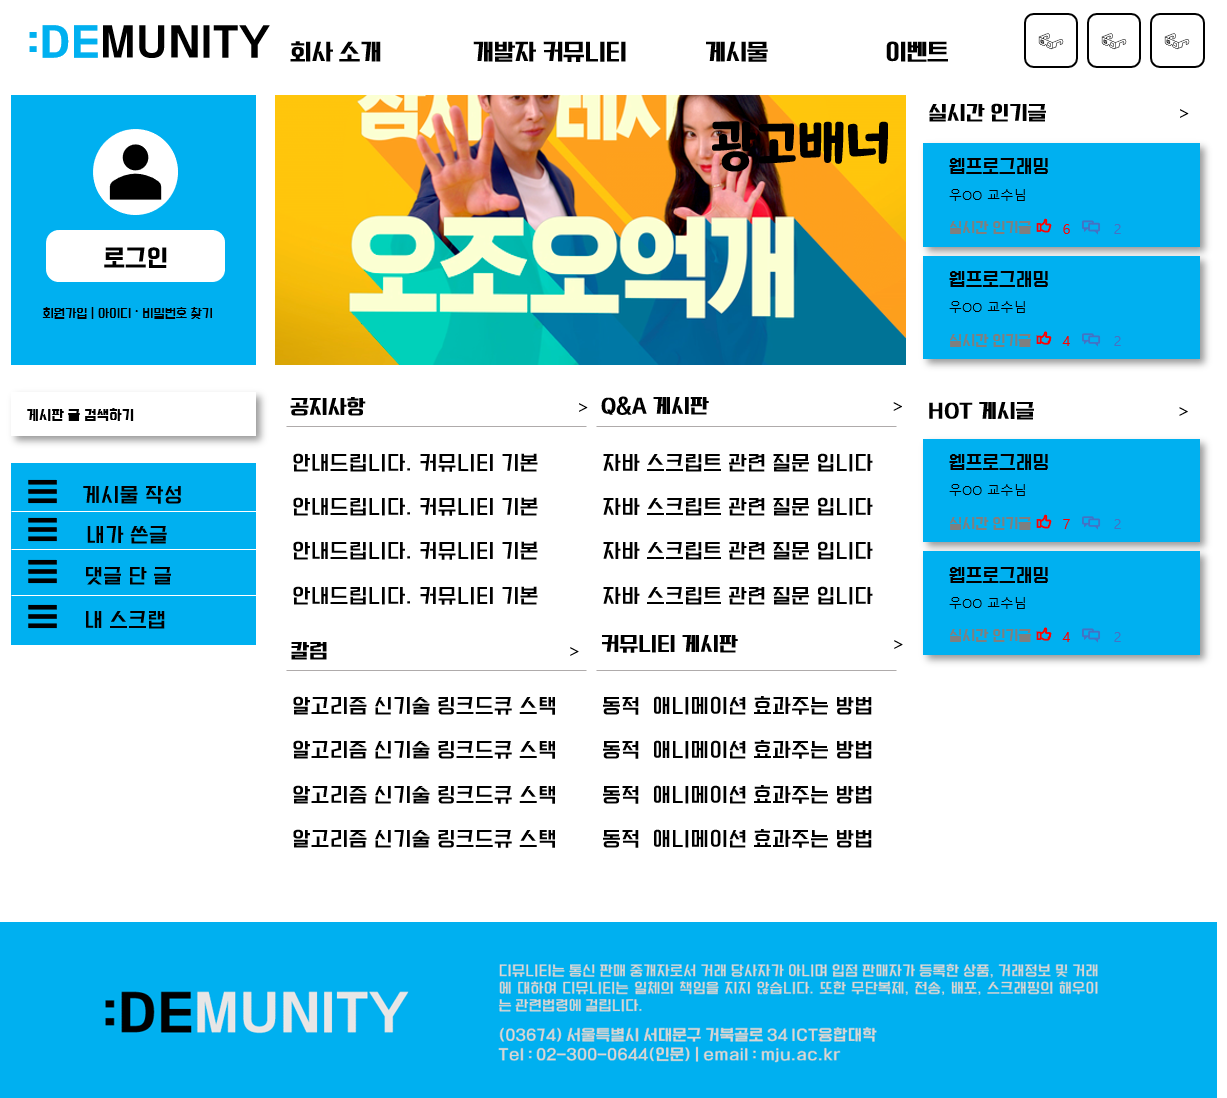 :DEMUNITY
회사 소개
개발자 커뮤니티
게시물
이벤트
로그인
회원가입 | 아이디 · 비밀번호 찾기
광고배너
오조오억개
실시간 인기글 >
웹프로그래밍
우OO 교수님
실시간 인기글 6 2
웹프로그래밍
우OO 교수님
실시간 인기글 4 2
게시판 글 검색하기
게시물 작성
내가 쓴글
댓글 단 글
내 스크랩
공지사항 >
안내드립니다. 커뮤니티 기본
안내드립니다. 커뮤니티 기본
안내드립니다. 커뮤니티 기본
안내드립니다. 커뮤니티 기본
Q&A 게시판 >
자바 스크립트 관련 질문 입니다
자바 스크립트 관련 질문 입니다
자바 스크립트 관련 질문 입니다
자바 스크립트 관련 질문 입니다
HOT 게시글 >
웹프로그래밍
우OO 교수님
실시간 인기글 7 2
웹프로그래밍
우OO 교수님
실시간 인기글 4 2
칼럼 >
알고리즘 신기술 링크드큐 스택
알고리즘 신기술 링크드큐 스택
알고리즘 신기술 링크드큐 스택
알고리즘 신기술 링크드큐 스택
커뮤니티 게시판 >
동적 애니메이션 효과주는 방법
동적 애니메이션 효과주는 방법
동적 애니메이션 효과주는 방법
동적 애니메이션 효과주는 방법
:DEMUNITY
디뮤니티는 통신 판매 중개자로서 거래 당사자가 아니며 입점 판매자가 등록한 상품, 거래정보 및 거래
에 대하여 디뮤니티는 일체의 책임을 지지 않습니다. 또한 무단복제, 전송, 배포, 스크래핑의 해우이
는 관련법령에 걸립니다.
(03674) 서울특별시 서대문구 거북골로 34 ICT융합대학
Tel : 02-300-0644(인문) | email : mju.ac.kr